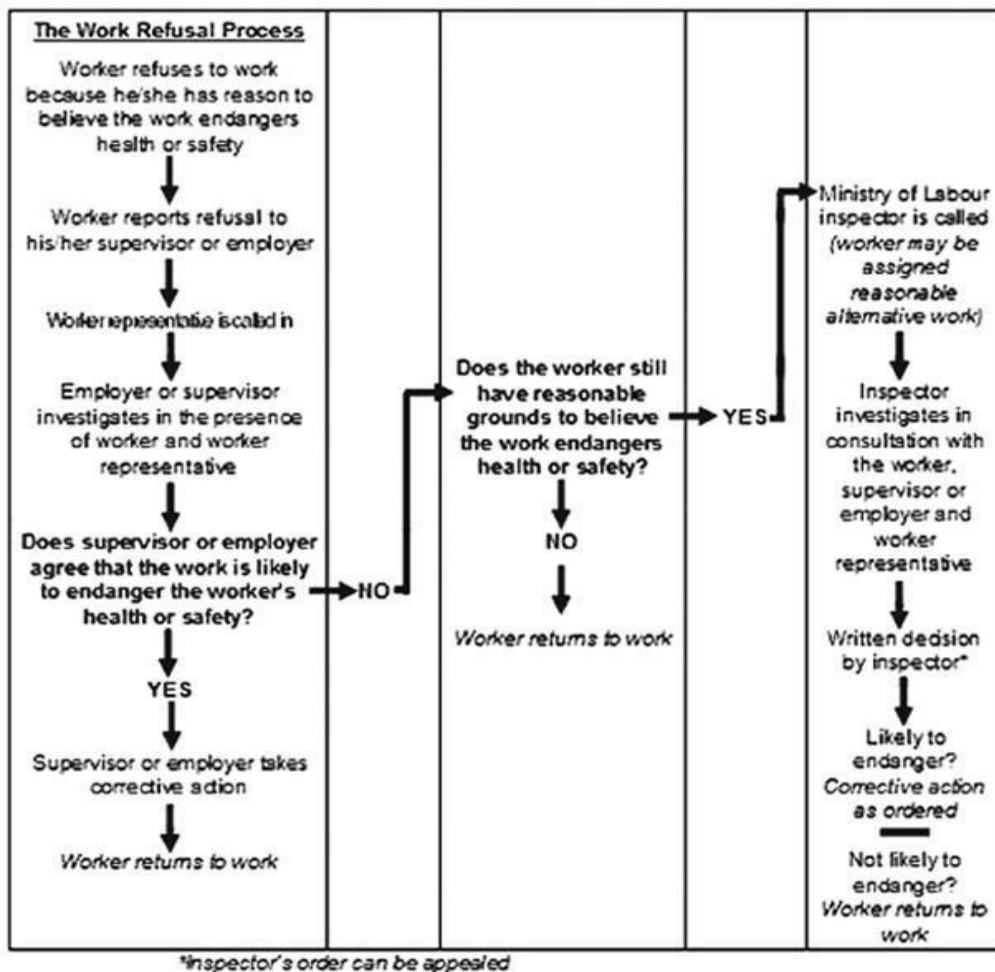 The Work Refusal Process
Worker refuses to work
because he/she has reason to
believe the work endangers
health or safety
Worker reports refusal to
his/her supervisor or employer
Worker representative is called in
Employer or supervisor
investigates in the presence
of worker and worker
representative
Does supervisor or employer
agree that the work is likely
to endanger the worker's
health or safety?
YES
Supervisor or employer takes
corrective action
Worker returns to work
NO
Does the worker still
have reasonable
grounds to believe
the work endangers
health or safety?
NO
Worker returns to work
YES
Ministry of Labour
inspector is called
(worker may be
assigned
reasonable
alternative work)
Inspector
investigates in
consultation with
the worker,
supervisor or
employer and
worker
representative
Written decision
by inspector*
Likely to
endanger?
Corrective action
as ordered
Not likely to
endanger?
Worker returns to
work
*Inspector's order can be appealed